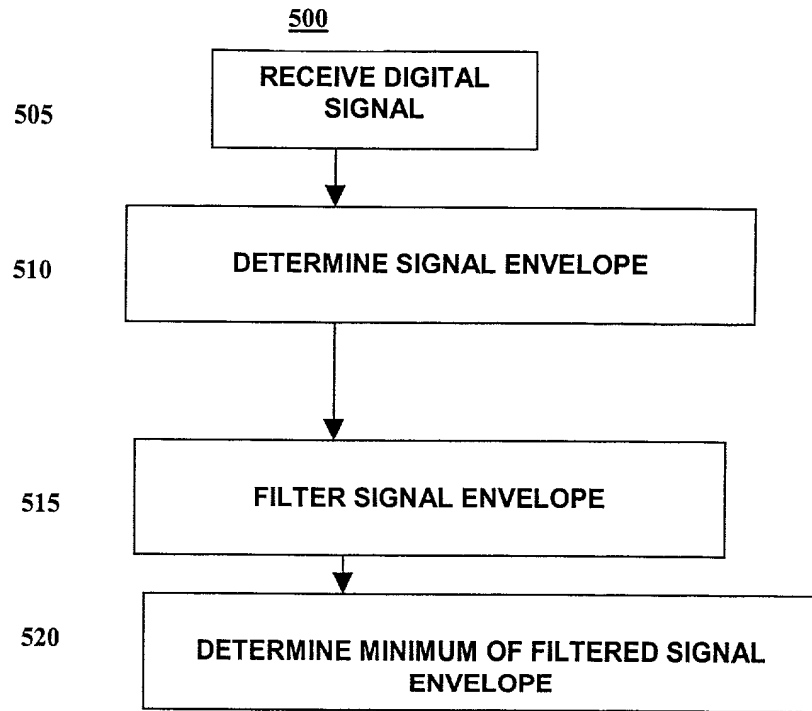 500
RECEIVE DIGITAL
SIGNAL
505
DETERMINE SIGNAL ENVELOPE
510
FILTER SIGNAL ENVELOPE
515
520
DETERMINE MINIMUM OF FILTERED SIGNAL
ENVELOPE